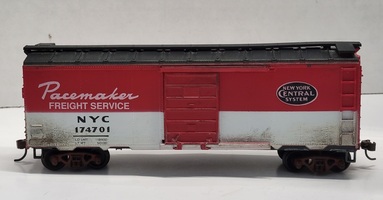 Pacemaker
FREIGHT SERVICE
NYC
174701
NEW YORK
CENTRAL
SYSTEM